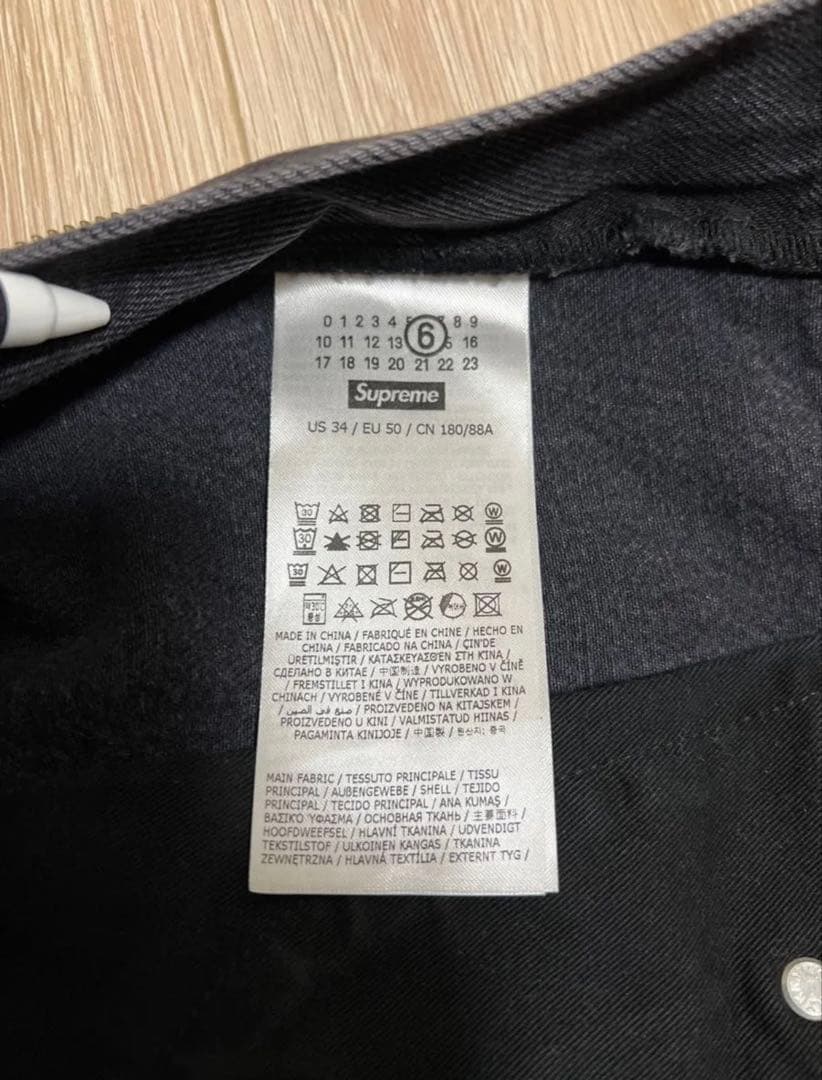 0 1 2 3 4 5 6 7 8 9
10 11 12 13 15 16
17 18 19 20 21 22 23
Supreme
US 34 / EU 50 / CN 180/88A
30
30
30
MADE IN CHINA / FABRIQUÉ EN CHINE / HECHO EN
CHINA / FABRICADO NA CHINA / ÇIN'DE
ÜRETILMIŞTIR / ΚΑΤΑΣΚΕΥΑΣΘΕΝ ΣΤΗ ΚΊΝΑ /
СДЕЛАНО В КИТАЕ / 中国制造 / VYROBENO V ČÍNĚ
/ FREMSTILLET I KINA / WYPRODUKOWANO W
CHINACH / VYROBENÉ V ČÍNE / TILLVERKAD I KINA
/ صنع في الصين / PROIZVEDENO NA KITAJSKEM /
PROIZVEDENO U KINI / VALMISTATUD HIINAS /
PAGAMINTA KINIJOJE / 中国製 / 원산지: 중국
MAIN FABRIC / TESSUTO PRINCIPALE / TISSU
PRINCIPAL / AUßENGEWEBE / SHELL / TEJIDO
PRINCIPAL / TECIDO PRINCIPAL / ANA KUMAŞ /
ΒΑΣΙΚΌ ΎΦΑΣΜΑ / ОСНОВНАЯ ТКАНЬ / 主要面料 /
HOOFDWEEFSEL / HLAVNÍ TKANINA / UDVENDIGT
TEKSTILSTOF / ULKOINEN KANGAS / TKANINA
ZEWNĘTRZNA / HLAVNÁ TEXTÍLIA / EXTERNT TYG /